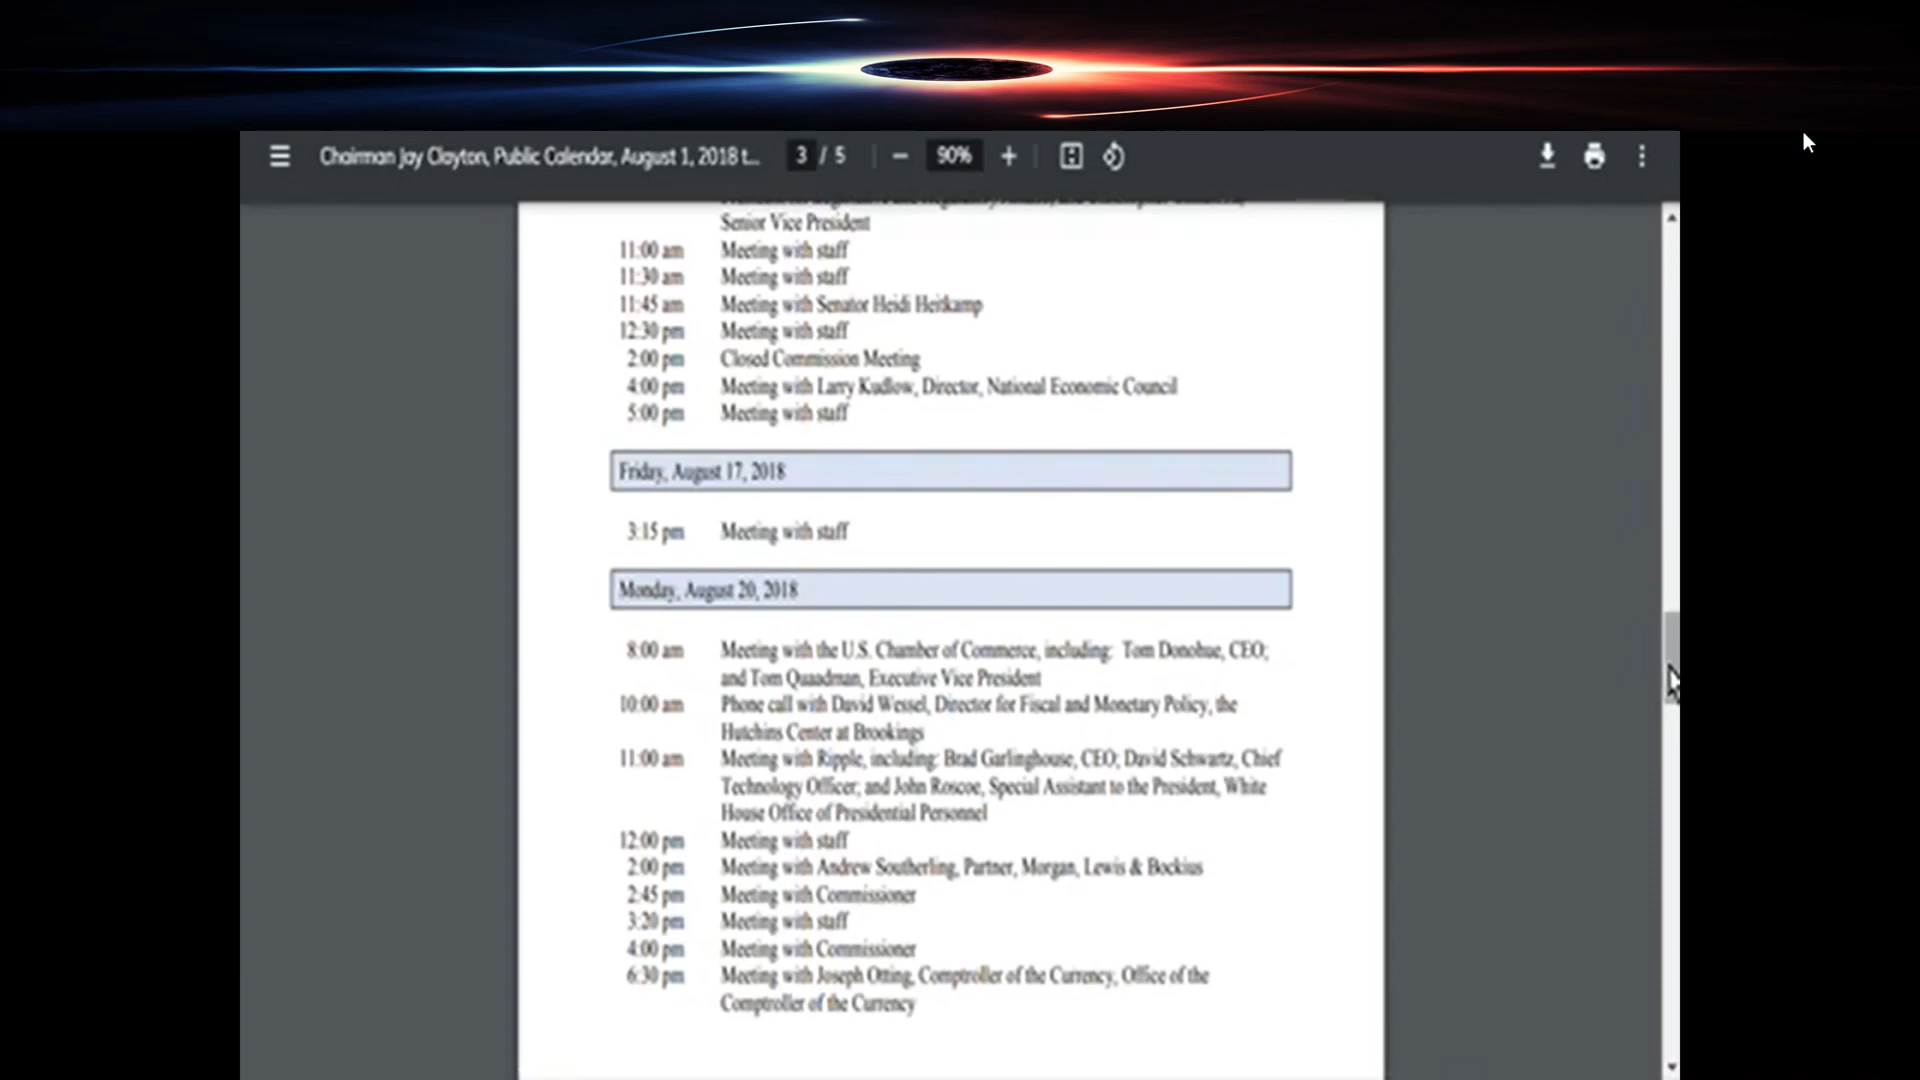 Chairman Jay Clayton, Public Calendar, August 1, 2018 t... 3 / 5 90%
Senior Vice President
11:00 am Meeting with staff
11:30 am Meeting with staff
11:45 am Meeting with Senator Heidi Heitkamp
12:30 pm Meeting with staff
2:00 pm Closed Commission Meeting
4:00 pm Meeting with Larry Kudlow, Director, National Economic Council
5:00 pm Meeting with staff
Friday, August 17, 2018
3:15 pm Meeting with staff
Monday, August 20, 2018
8:00 am Meeting with the U.S. Chamber of Commerce, including: Tom Donohue, CEO;
and Tom Quaadman, Executive Vice President
10:00 am Phone call with David Wessel, Director for Fiscal and Monetary Policy, the
Hutchins Center at Brookings
11:00 am Meeting with Ripple, including: Brad Garlinghouse, CEO; David Schwartz, Chief
Technology Officer; and John Roscoe, Special Assistant to the President, White
House Office of Presidential Personnel
12:00 pm Meeting with staff
2:00 pm Meeting with Andrew Southerling, Partner, Morgan, Lewis & Bockius
2:45 pm Meeting with Commissioner
3:20 pm Meeting with staff
4:00 pm Meeting with Commissioner
6:30 pm Meeting with Joseph Otting, Comptroller of the Currency, Office of the
Comptroller of the Currency